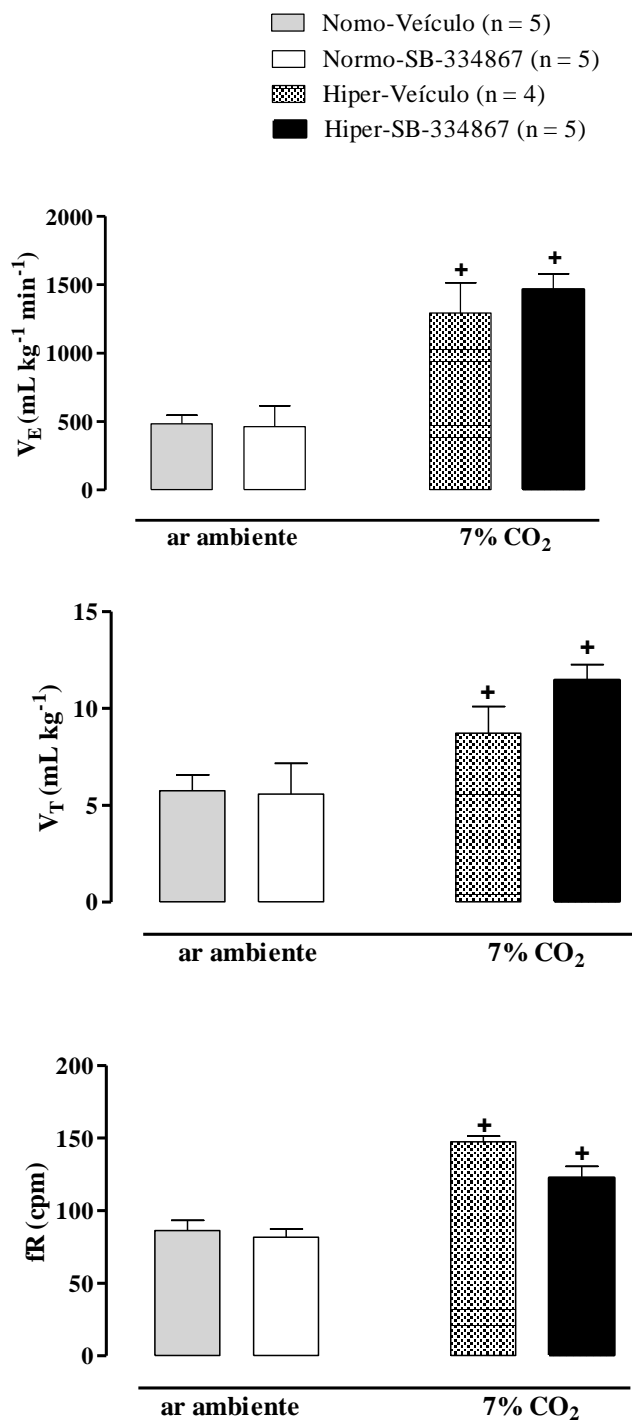 Nomo-Veículo (n = 5)
Normo-SB-334867 (n = 5)
Hiper-Veículo (n = 4)
Hiper-SB-334867 (n = 5)
2000
1500
1000
500
0
V_E (mL kg⁻¹ min⁻¹)
+
+
ar ambiente
7% CO₂
15
10
5
0
V_T (mL kg⁻¹)
+
+
ar ambiente
7% CO₂
200
150
100
50
0
fR (cpm)
+
+
ar ambiente
7% CO₂